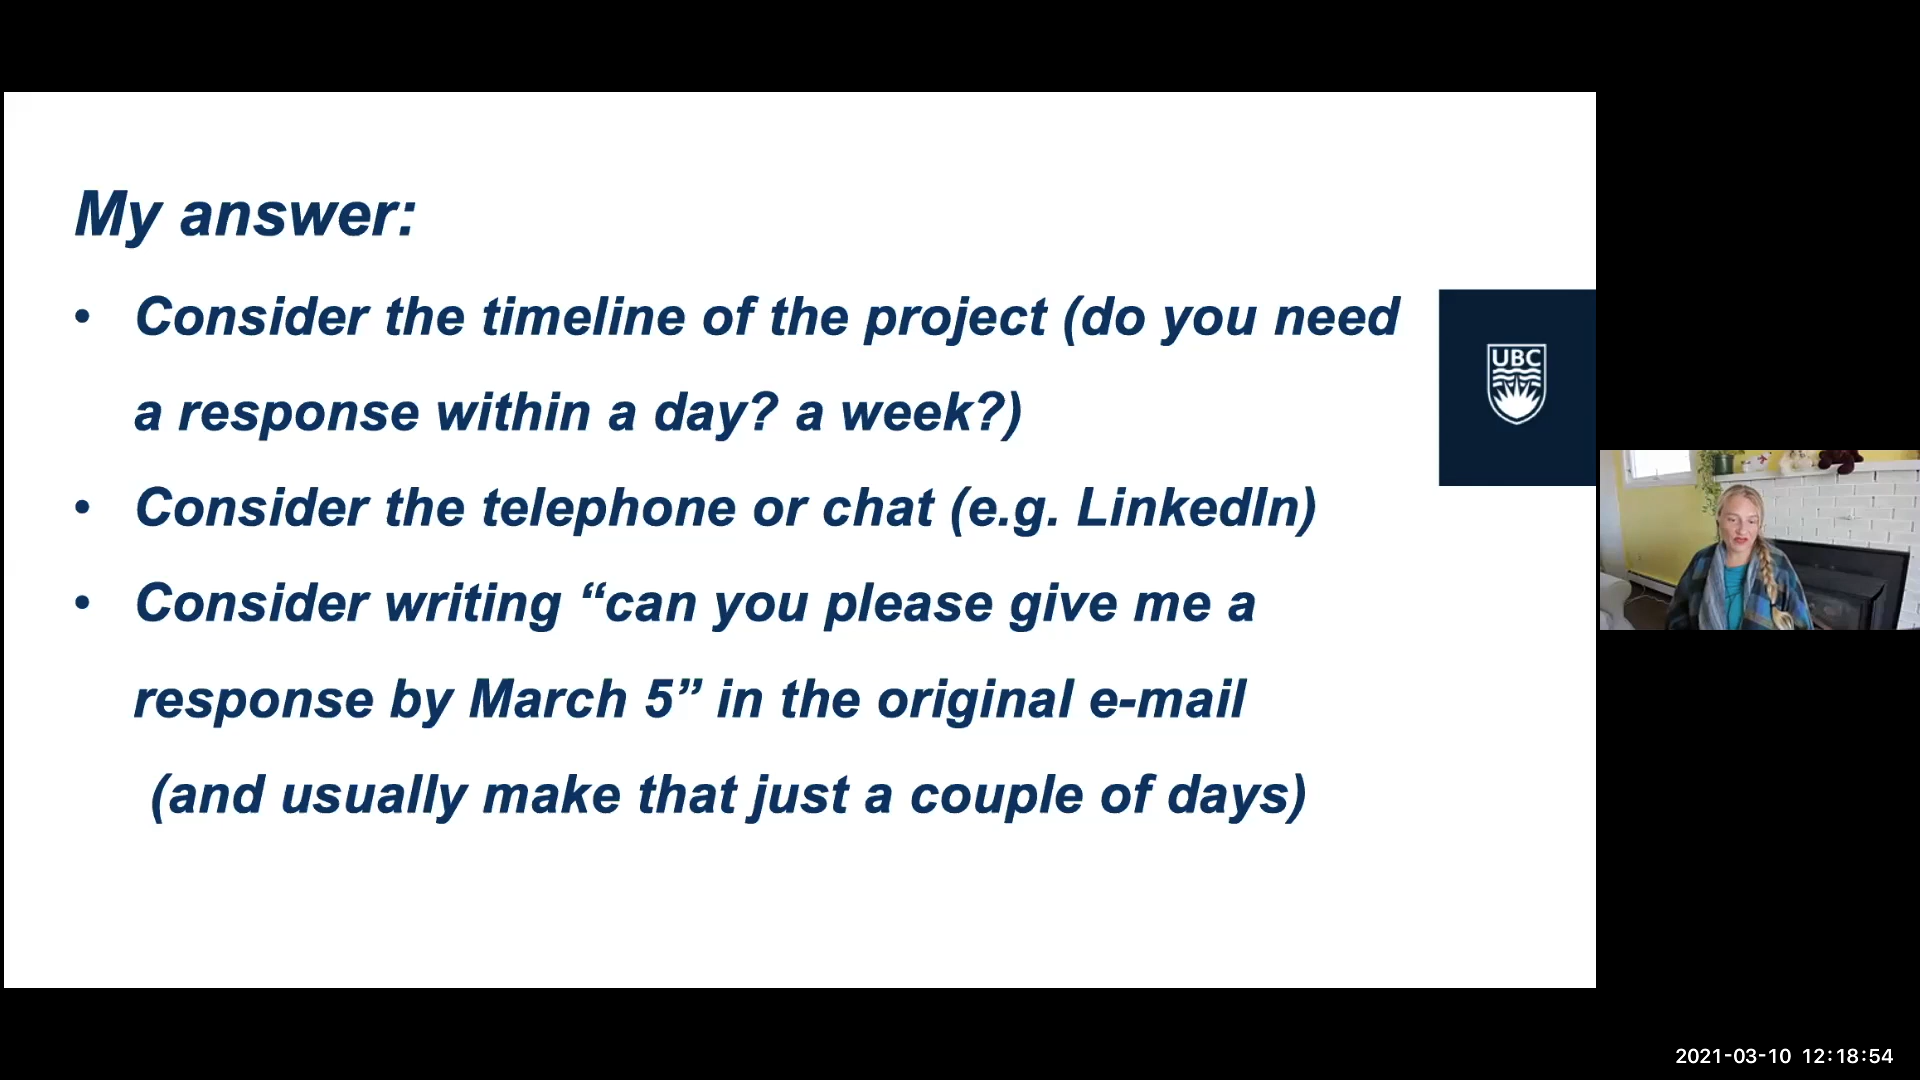 My answer:
• Consider the timeline of the project (do you need
a response within a day? a week?)
• Consider the telephone or chat (e.g. LinkedIn)
• Consider writing “can you please give me a
response by March 5” in the original e-mail
(and usually make that just a couple of days)
UBC
2021-03-10 12:18:54